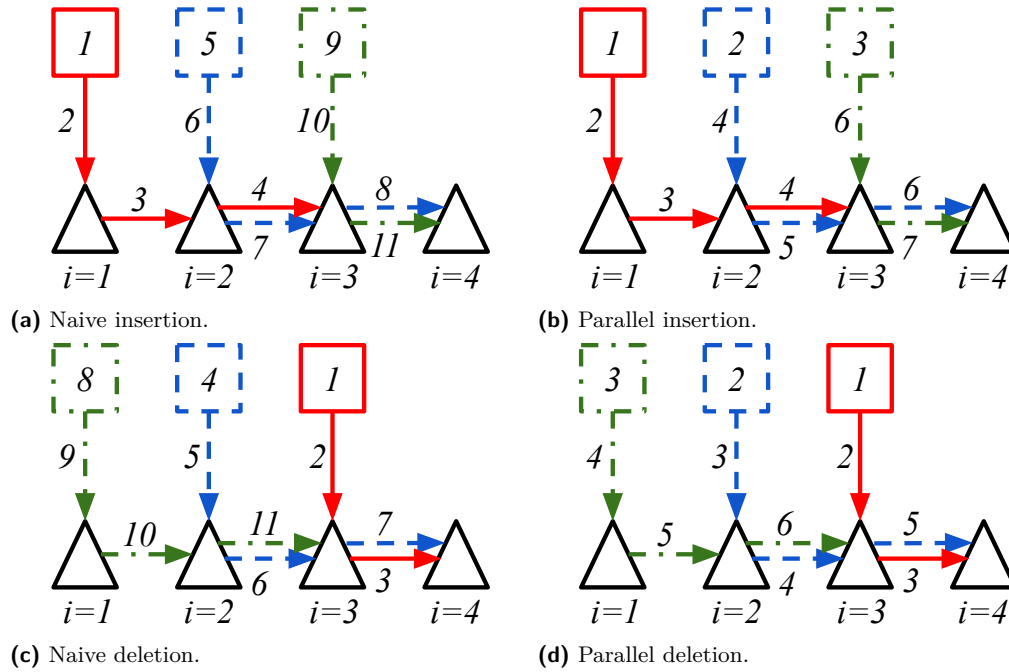 1 5 9 1 2 3
2 6 10 2 4 6
3 4 8 3 4 6
7 11 5 7
i=1 i=2 i=3 i=4 i=1 i=2 i=3 i=4
(a) Naive insertion. (b) Parallel insertion.
8 4 1 3 2 1
9 5 2 4 3 2
10 11 7 5 6 5
6 3 4 3
i=1 i=2 i=3 i=4 i=1 i=2 i=3 i=4
(c) Naive deletion. (d) Parallel deletion.